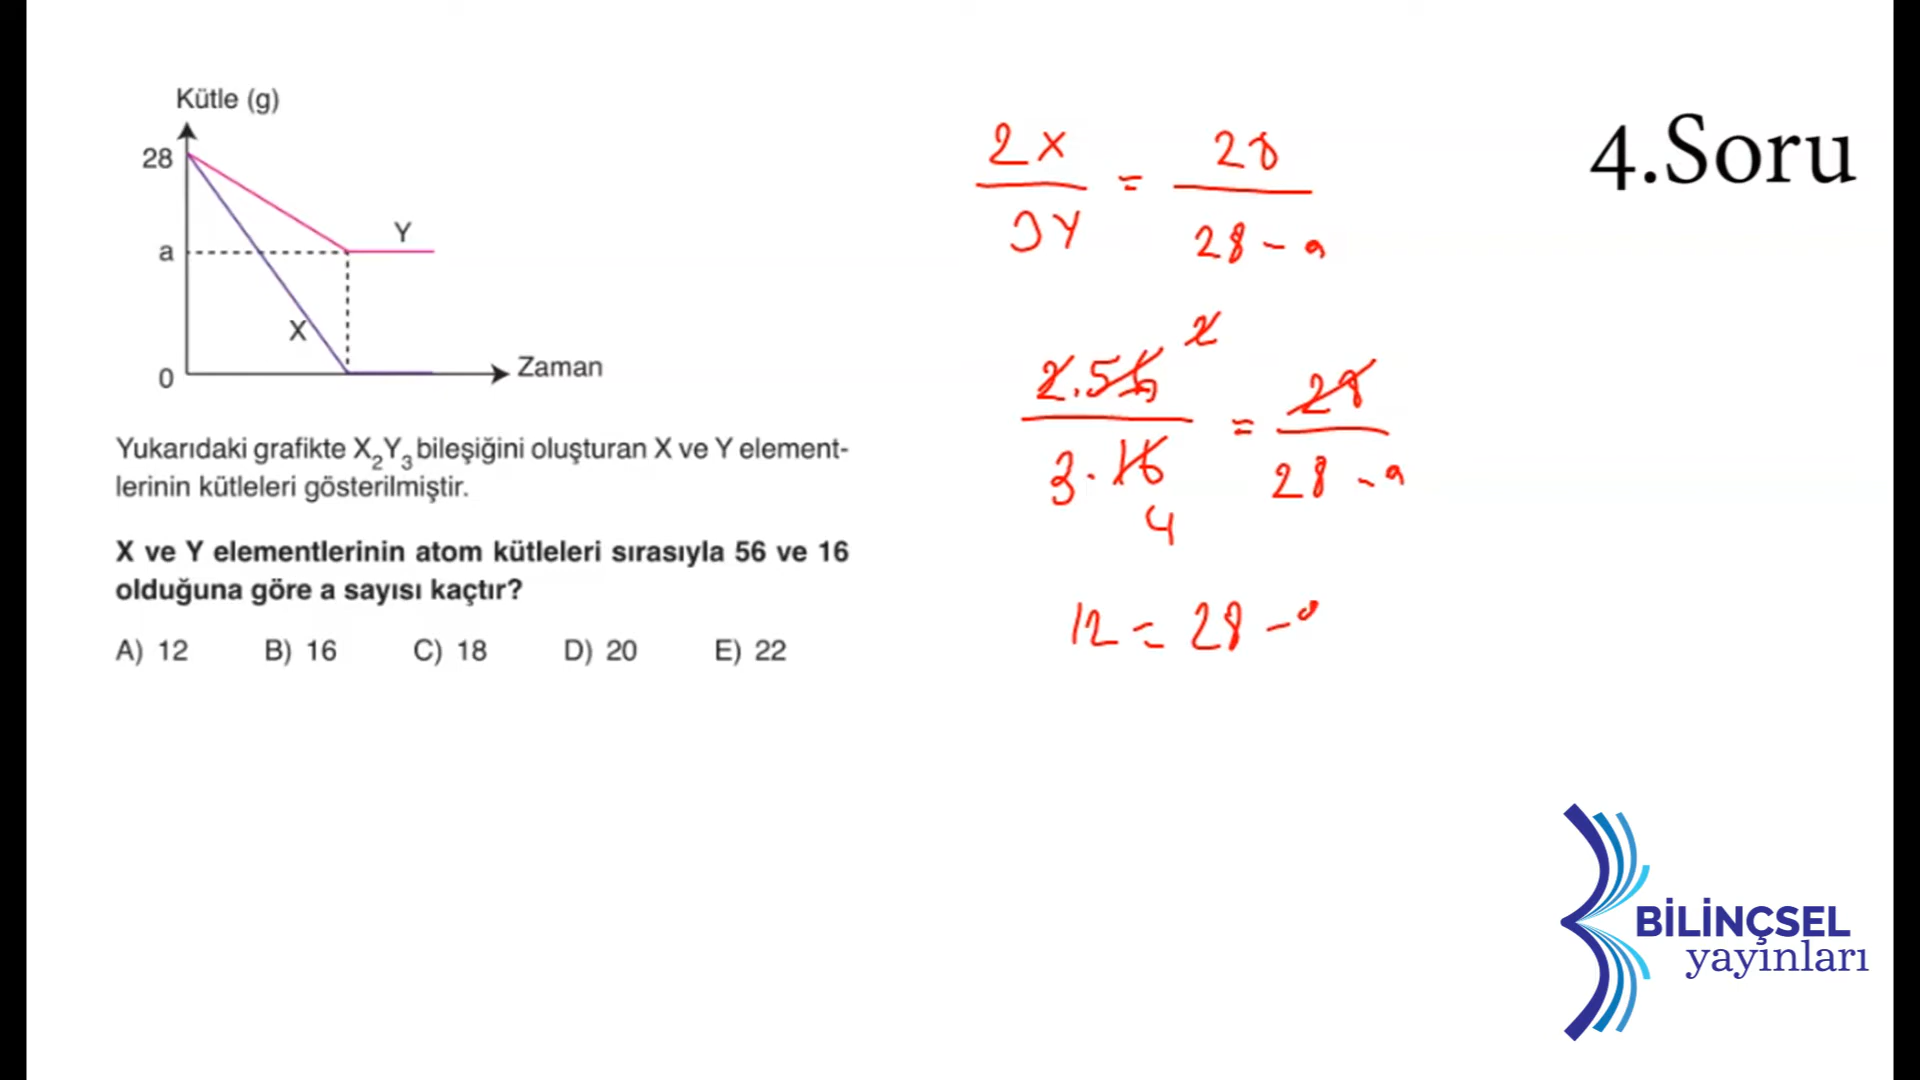 Kütle (g)
28
a
Y
X
0
Zaman
Yukarıdaki grafikte X₂Y₃ bileşiğini oluşturan X ve Y element-
lerinin kütleleri gösterilmiştir.
X ve Y elementlerinin atom kütleleri sırasıyla 56 ve 16
olduğuna göre a sayısı kaçtır?
A) 12 B) 16 C) 18 D) 20 E) 22
2X = 28
3Y 28 - a
2
2.56 = 28
3.16 28 - a
4
12 = 28 - a
4.Soru
BİLİNÇSEL
yayınları